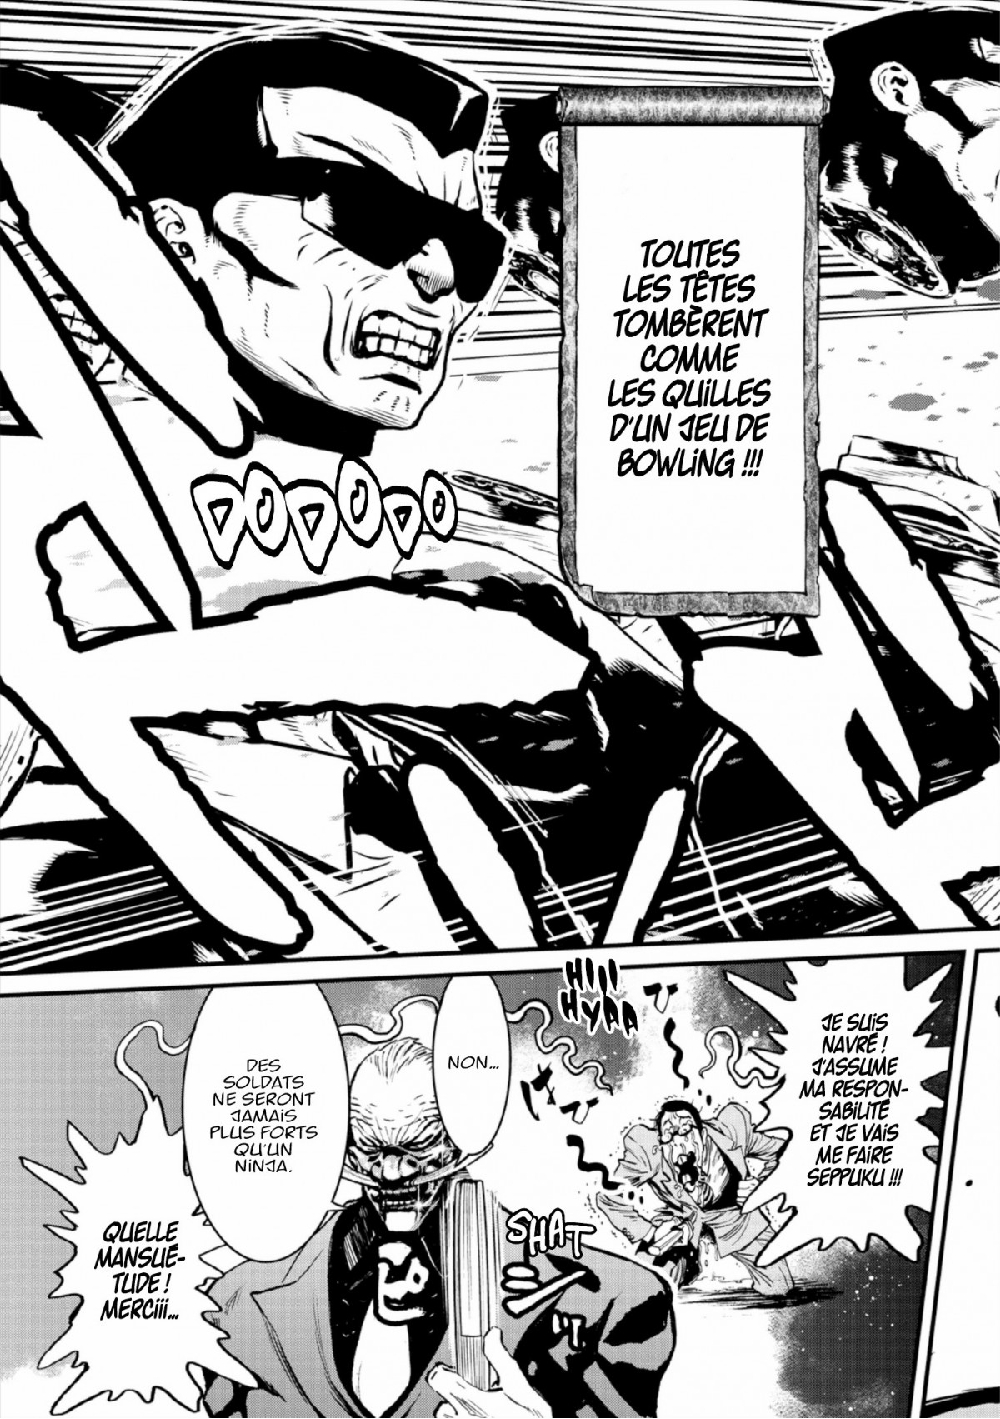 TOUTES
LES TÊTES
TOMBÈRENT
COMME
LES QUILLES
D'UN JEU DE
BOWLING !!!
DODODO
JE SUIS
NAVRÉ !
J'ASSUME
MA RESPON-
SABILITÉ
ET JE VAIS
ME FAIRE
SEPPUKU !!!
HIII
HYAA
NON...
DES
SOLDATS
NE SERONT
JAMAIS
PLUS FORTS
QU'UN
NINJA.
SHAT
QUELLE
MANSUÉ-
TUDE !
MERCIII...